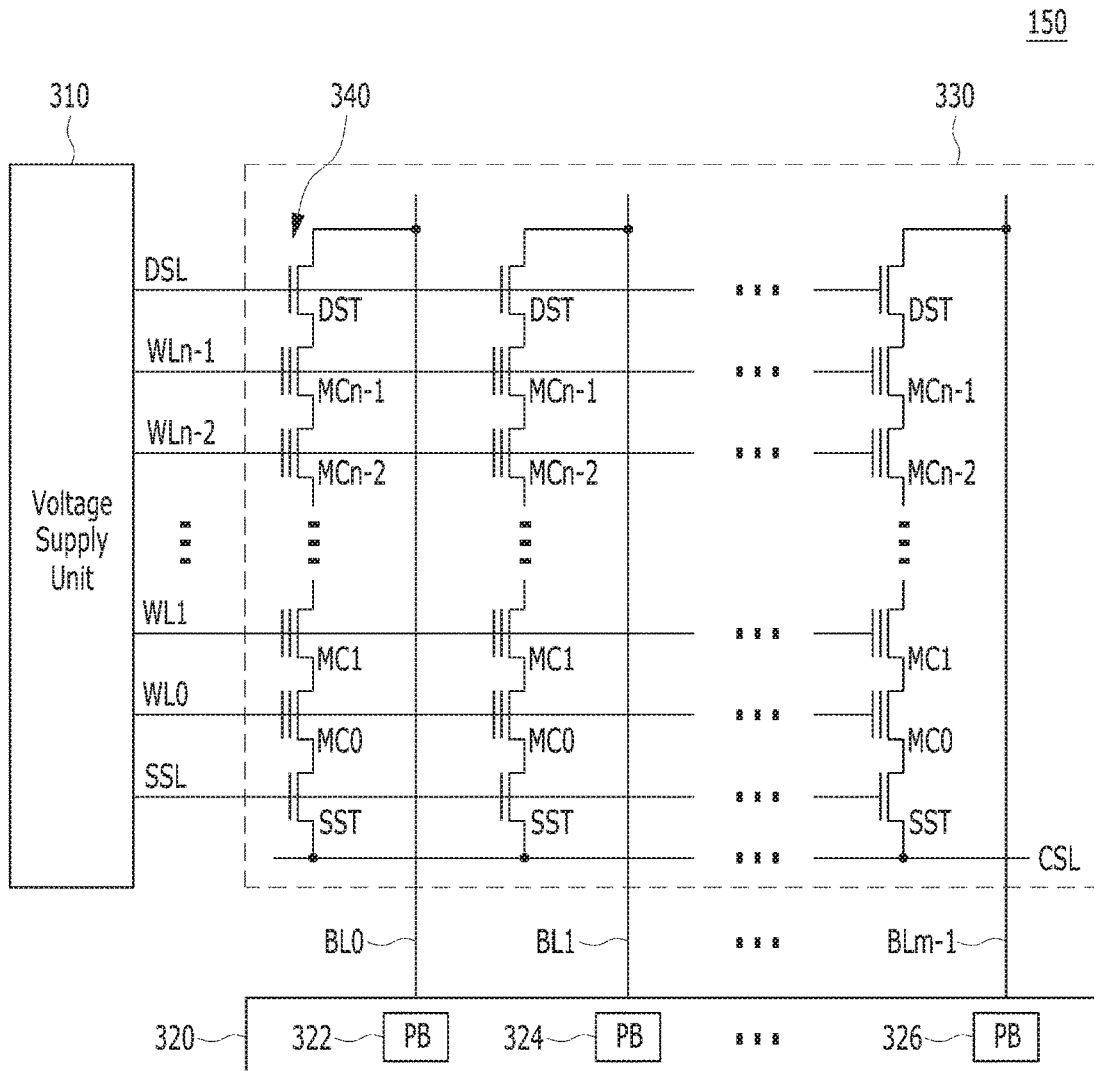 150
310
340
330
DSL
DST
DST
DST
WLn-1
MCn-1
MCn-1
MCn-1
WLn-2
MCn-2
MCn-2
MCn-2
Voltage
Supply
Unit
WL1
MC1
MC1
MC1
WL0
MC0
MC0
MC0
SSL
SST
SST
SST
CSL
BL0
BL1
BLm-1
320
322
PB
324
PB
326
PB